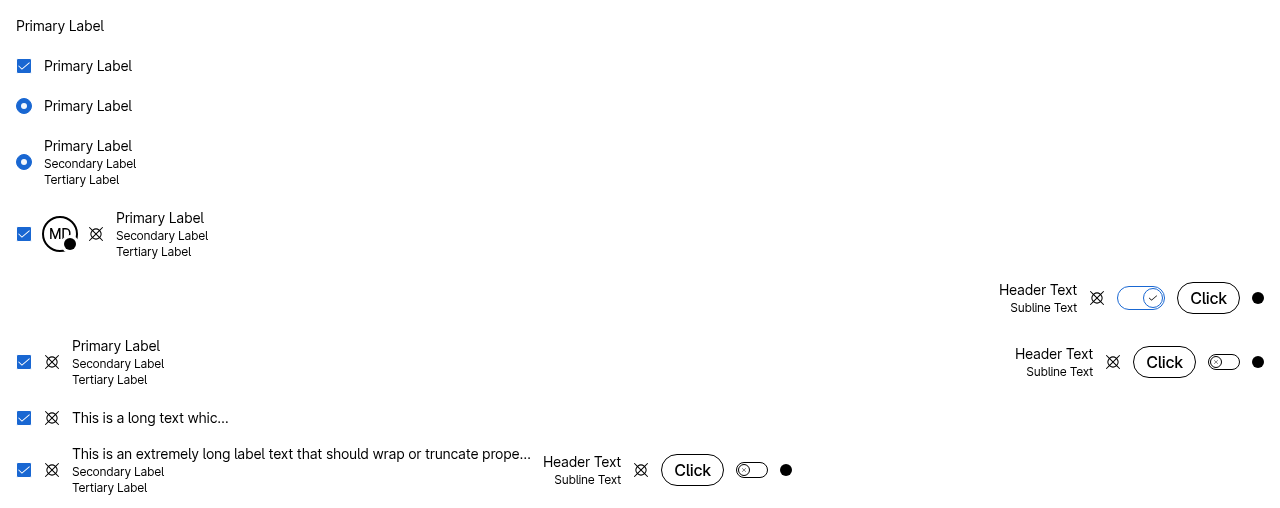 Primary Label
Primary Label
Primary Label
Primary Label
Secondary Label
Tertiary Label
MD
Primary Label
Secondary Label
Tertiary Label
Header Text
Subline Text
Click
Primary Label
Secondary Label
Tertiary Label
Header Text
Subline Text
Click
This is a long text whic...
This is an extremely long label text that should wrap or truncate prope...
Secondary Label
Tertiary Label
Header Text
Subline Text
Click